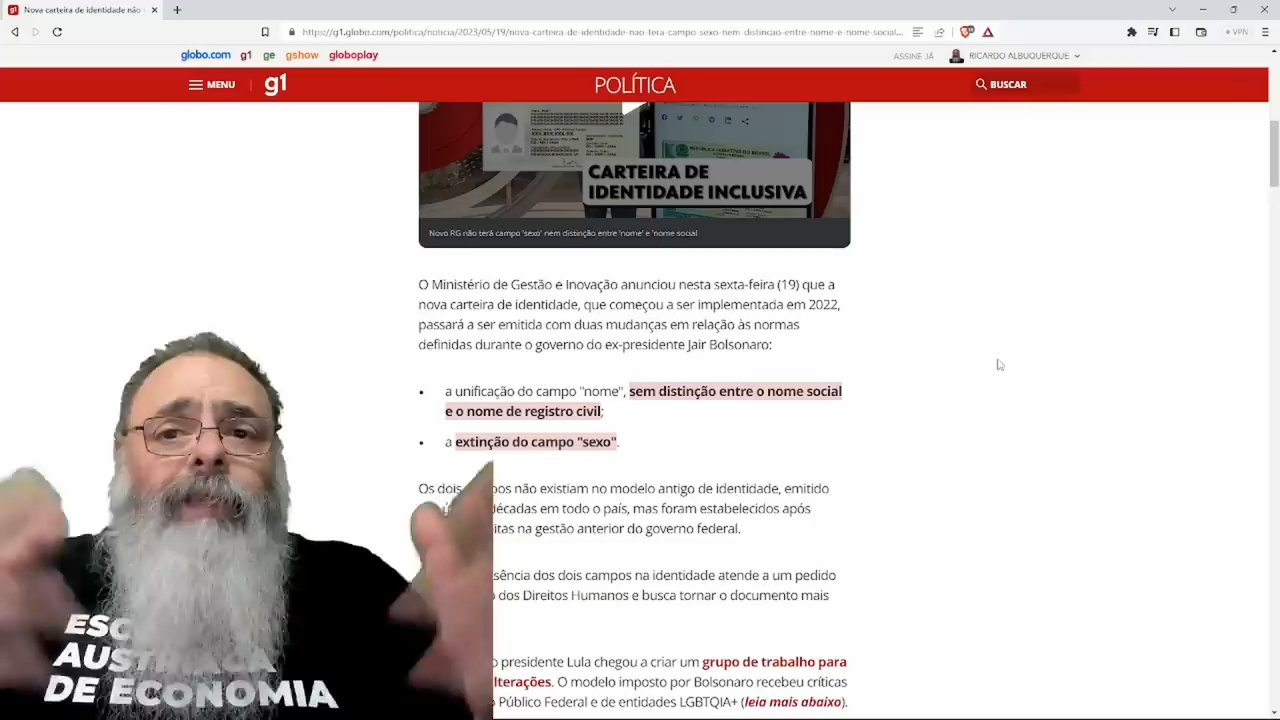 Nova carteira de identidade não
https://g1.globo.com/politica/noticia/2023/05/19/nova-carteira-de-identidade-nao-tera-campo-sexo-nem-distincao-entre-nome-e-nome-social...
VPN
globo.com g1 ge gshow globoplay
ASSINE JÁ RICARDO ALBUQUERQUE
MENU g1 POLÍTICA BUSCAR
CARTEIRA DE
IDENTIDADE INCLUSIVA
Novo RG não terá campo 'sexo' nem distinção entre 'nome' e 'nome social
O Ministério de Gestão e Inovação anunciou nesta sexta-feira (19) que a
nova carteira de identidade, que começou a ser implementada em 2022,
passará a ser emitida com duas mudanças em relação às normas
definidas durante o governo do ex-presidente Jair Bolsonaro:
• a unificação do campo "nome", sem distinção entre o nome social
e o nome de registro civil;
• a extinção do campo "sexo".
Os dois não existiam no modelo antigo de identidade, emitido
décadas em todo o país, mas foram estabelecidos após
na gestão anterior do governo federal.
dos dois campos na identidade atende a um pedido
dos Direitos Humanos e busca tornar o documento mais
presidente Lula chegou a criar um grupo de trabalho para
O modelo imposto por Bolsonaro recebeu críticas
Público Federal e de entidades LGBTQIA+ (leia mais abaixo).
DE ECONOMIA